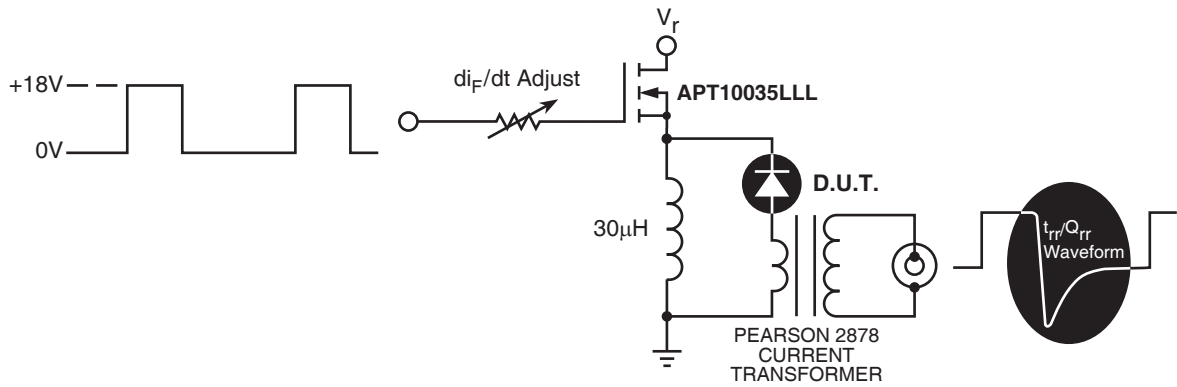 V_r
+18V
di_F/dt Adjust
APT10035LLL
0V
D.U.T.
30μH
t_rr/Q_rr
Waveform
PEARSON 2878
CURRENT
TRANSFORMER